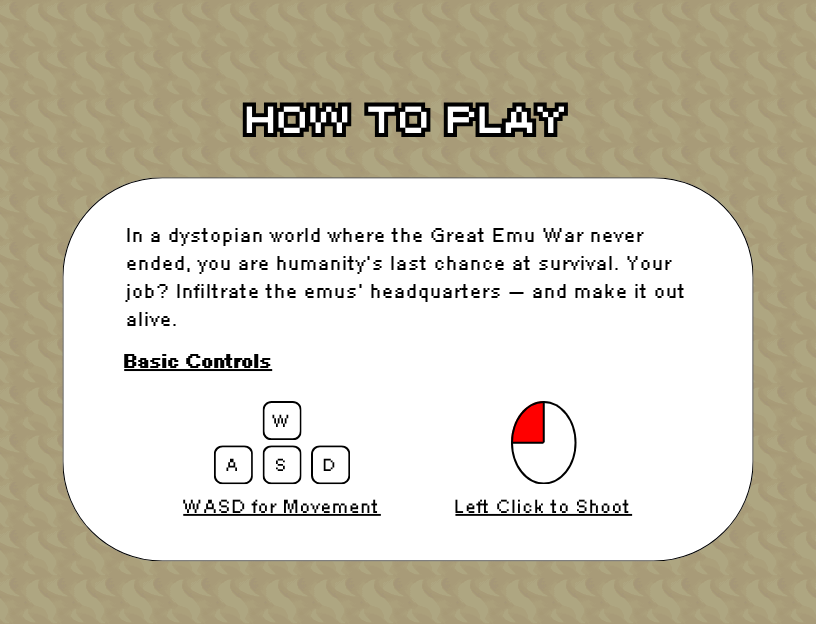 HOW TO PLAY
In a dystopian world where the Great Emu War never
ended, you are humanity's last chance at survival. Your
job? Infiltrate the emus' headquarters — and make it out
alive.
Basic Controls
W
A S D
WASD for Movement
Left Click to Shoot